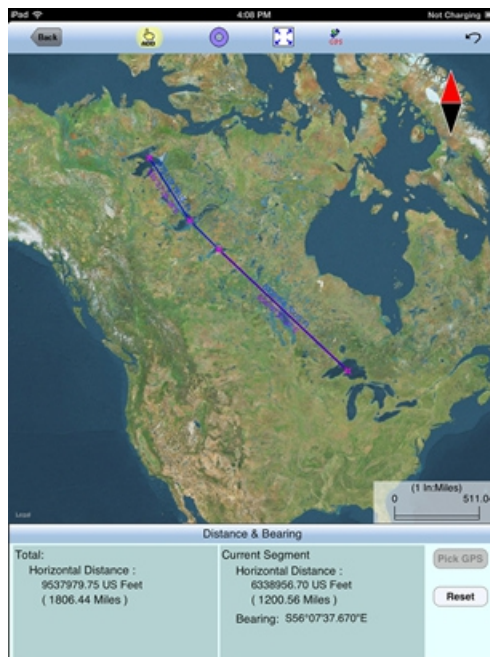 iPad 4:08 PM Not Charging
Back ADD GPS
(1 In:Miles)
0 511.0
Legal
Distance & Bearing
Total:
Horizontal Distance :
9537979.75 US Feet
( 1806.44 Miles )
Current Segment
Horizontal Distance :
6338956.70 US Feet
( 1200.56 Miles )
Bearing: S56°07'37.670"E
Pick GPS
Reset